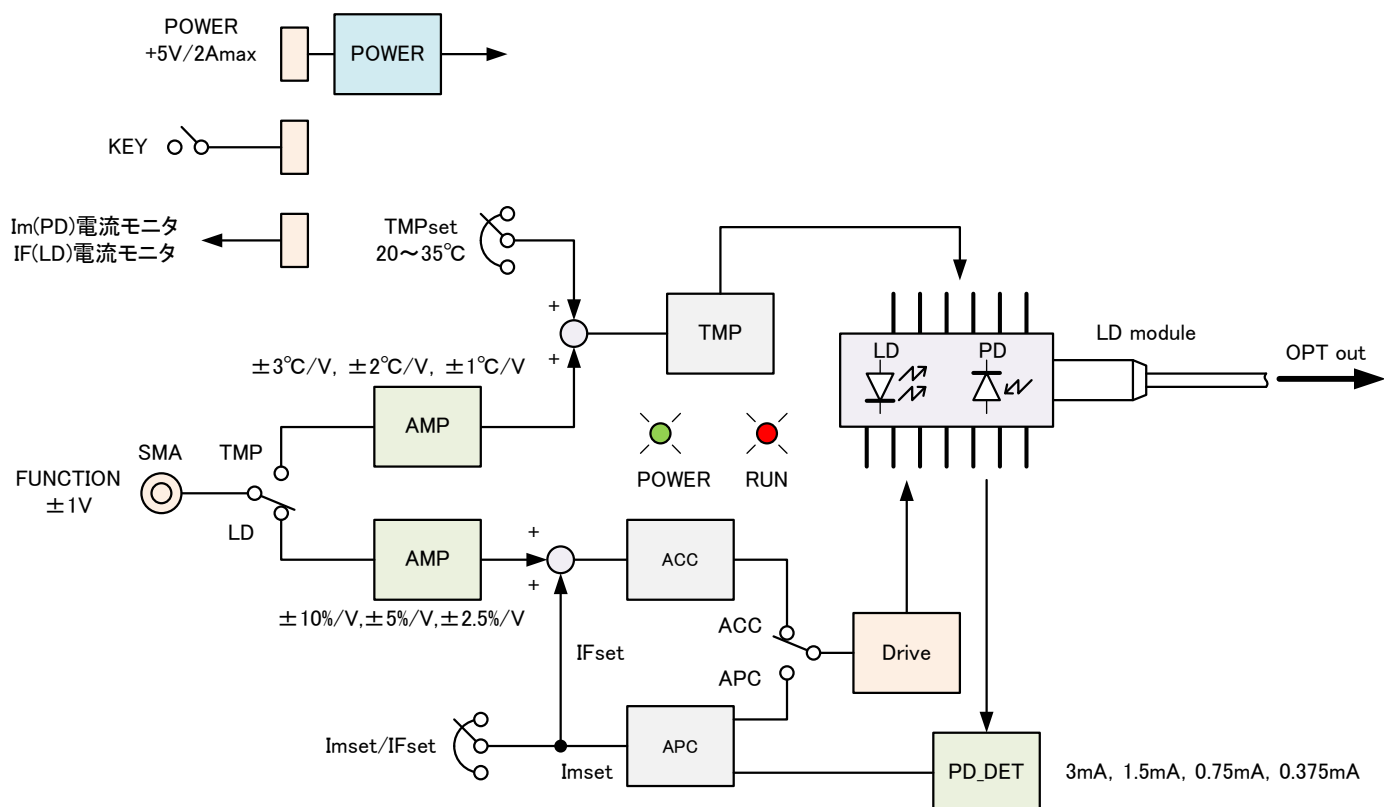 POWER
+5V/2Amax
POWER
KEY
Im(PD)電流モニタ
IF(LD)電流モニタ
TMPset
20～35℃
+
+
TMP
LD
PD
LD module
OPT out
±3℃/V, ±2℃/V, ±1℃/V
AMP
POWER
RUN
SMA
TMP
FUNCTION
±1V
LD
AMP
+
+
ACC
±10%/V,±5%/V,±2.5%/V
ACC
IFset
Drive
APC
Imset/IFset
Imset
APC
PD_DET
3mA, 1.5mA, 0.75mA, 0.375mA